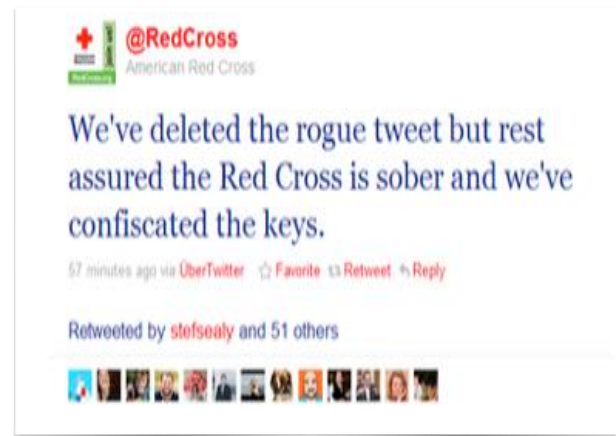 @RedCross
American Red Cross
We've deleted the rogue tweet but rest
assured the Red Cross is sober and we've
confiscated the keys.
57 minutes ago via ÜberTwitter Favorite Retweet Reply
Retweeted by stefsealy and 51 others